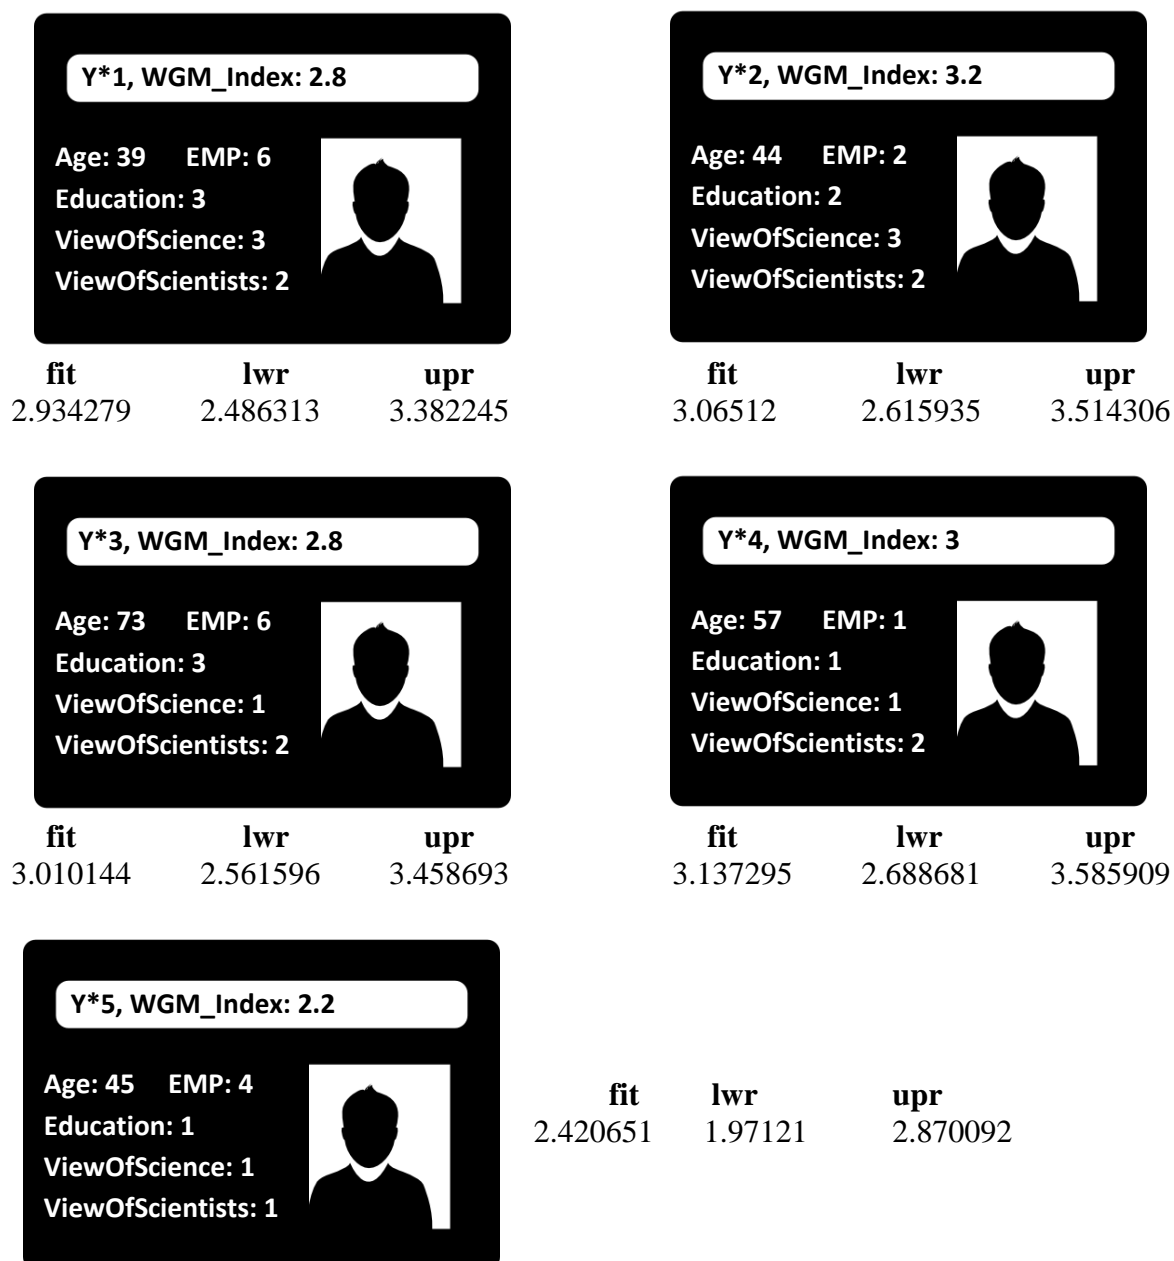 Y*1, WGM_Index: 2.8
Age: 39 EMP: 6
Education: 3
ViewOfScience: 3
ViewOfScientists: 2
fit lwr upr
2.934279 2.486313 3.382245
Y*2, WGM_Index: 3.2
Age: 44 EMP: 2
Education: 2
ViewOfScience: 3
ViewOfScientists: 2
fit lwr upr
3.06512 2.615935 3.514306
Y*3, WGM_Index: 2.8
Age: 73 EMP: 6
Education: 3
ViewOfScience: 1
ViewOfScientists: 2
fit lwr upr
3.010144 2.561596 3.458693
Y*4, WGM_Index: 3
Age: 57 EMP: 1
Education: 1
ViewOfScience: 1
ViewOfScientists: 2
fit lwr upr
3.137295 2.688681 3.585909
Y*5, WGM_Index: 2.2
Age: 45 EMP: 4
Education: 1
ViewOfScience: 1
ViewOfScientists: 1
fit lwr upr
2.420651 1.97121 2.870092